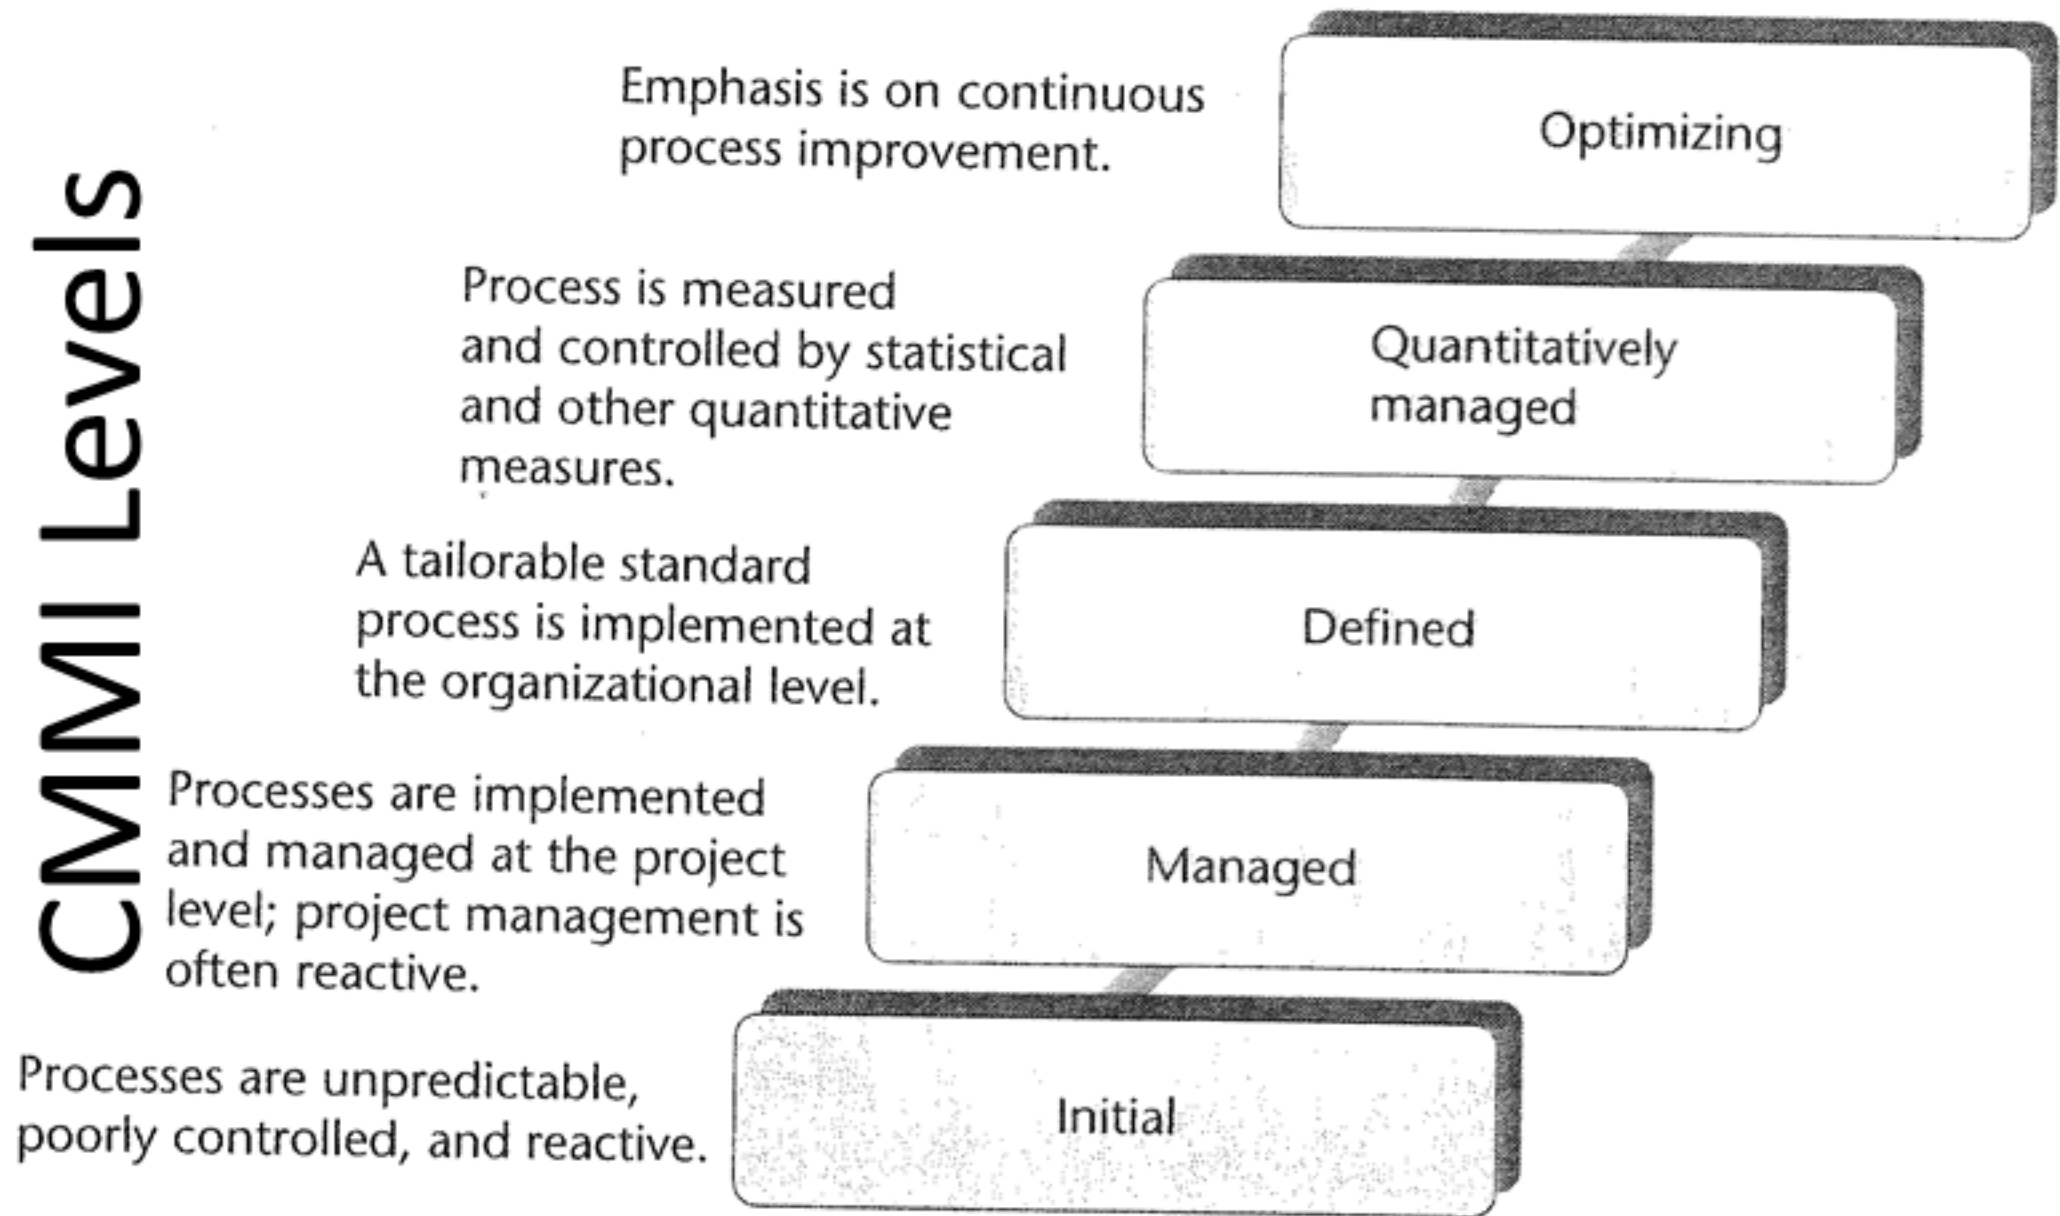 CMMI Levels
Emphasis is on continuous
process improvement.
Optimizing
Process is measured
and controlled by statistical
and other quantitative
measures.
Quantitatively
managed
A tailorable standard
process is implemented at
the organizational level.
Defined
Processes are implemented
and managed at the project
level; project management is
often reactive.
Managed
Processes are unpredictable,
poorly controlled, and reactive.
Initial